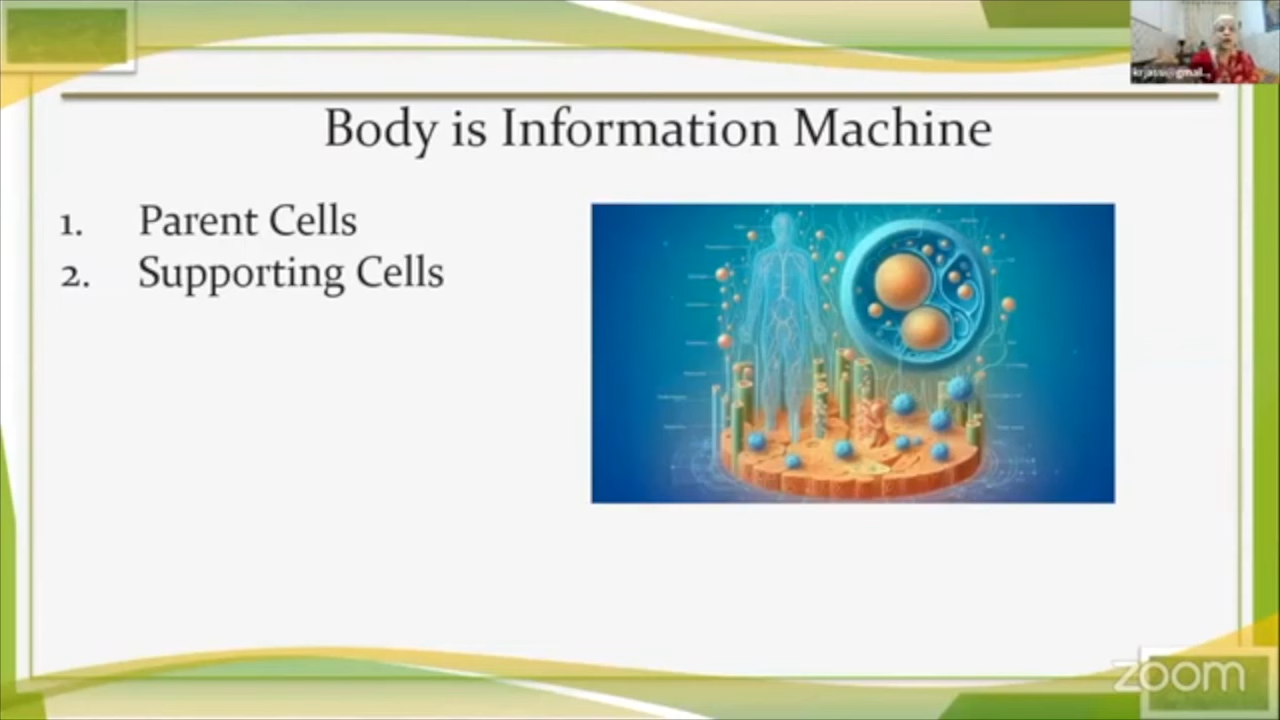 Body is Information Machine
1. Parent Cells
2. Supporting Cells
zoom